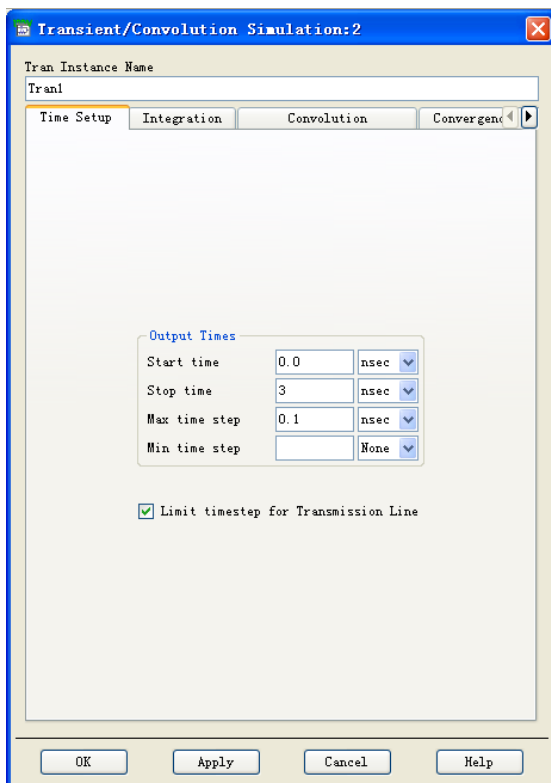 Transient/Convolution Simulation:2
Tran Instance Name
Tran1
Time Setup Integration Convolution Convergenc
Output Times
Start time 0.0 nsec
Stop time 3 nsec
Max time step 0.1 nsec
Min time step None
Limit timestep for Transmission Line
OK Apply Cancel Help